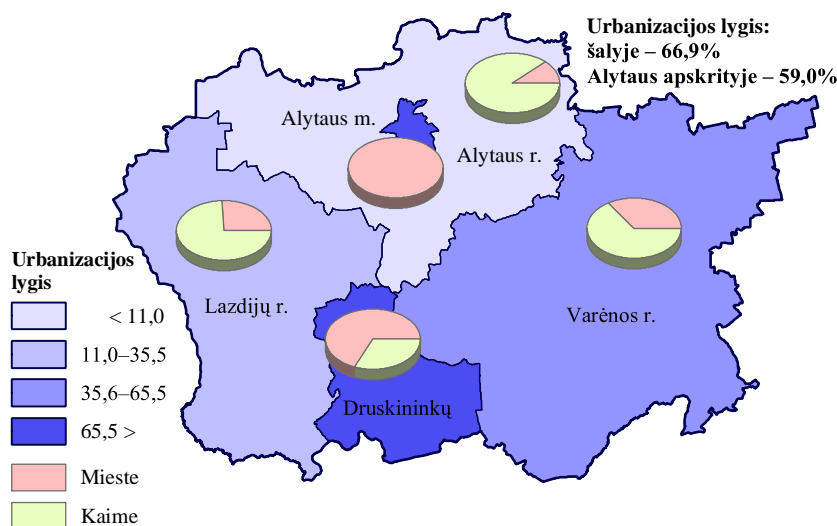 Urbanizacijos lygis:
šalyje – 66,9%
Alytaus apskrityje – 59,0%
Alytaus m.
Alytaus r.
Lazdijų r.
Varėnos r.
Druskininkų
Urbanizacijos
lygis
< 11,0
11,0–35,5
35,6–65,5
65,5 >
Mieste
Kaime